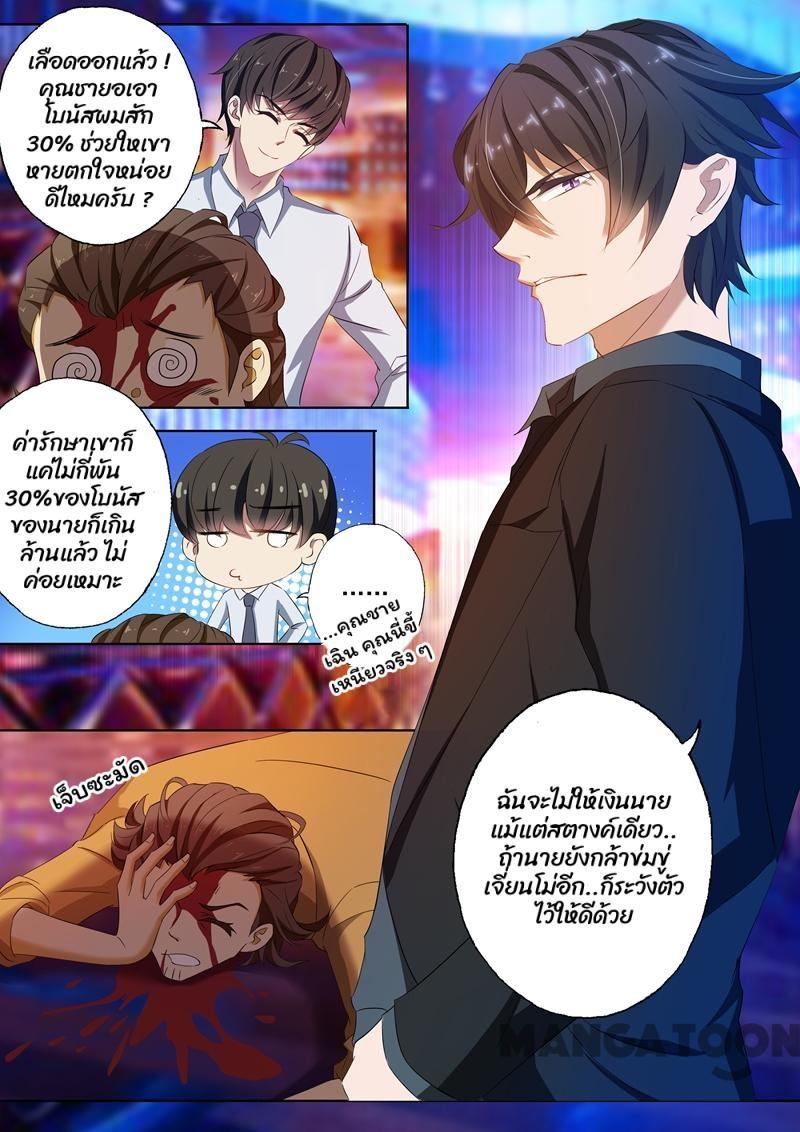 เลือดออกแล้ว !
คุณชายอเอา
โบนัสผมสัก
30% ช่วยให้เขา
หายตกใจหน่อย
ดีไหมครับ ?
ค่ารักษาเขาก็
แค่ไม่กี่พัน
30%ของโบนัส
ของนายก็เกิน
ล้านแล้ว ไม่
ค่อยเหมาะ
......
...คุณชาย
เฉิน คุณนี่ขี้
เหนียวจริง ๆ
เจ็บชะมัด
ฉันจะไม่ให้เงินนาย
แม้แต่สตางค์เดียว..
ถ้านายยังกล้าข่มขู่
เจี่ยนโม่อีก..ก็ระวังตัว
ไว้ให้ดีด้วย
MANGATOON